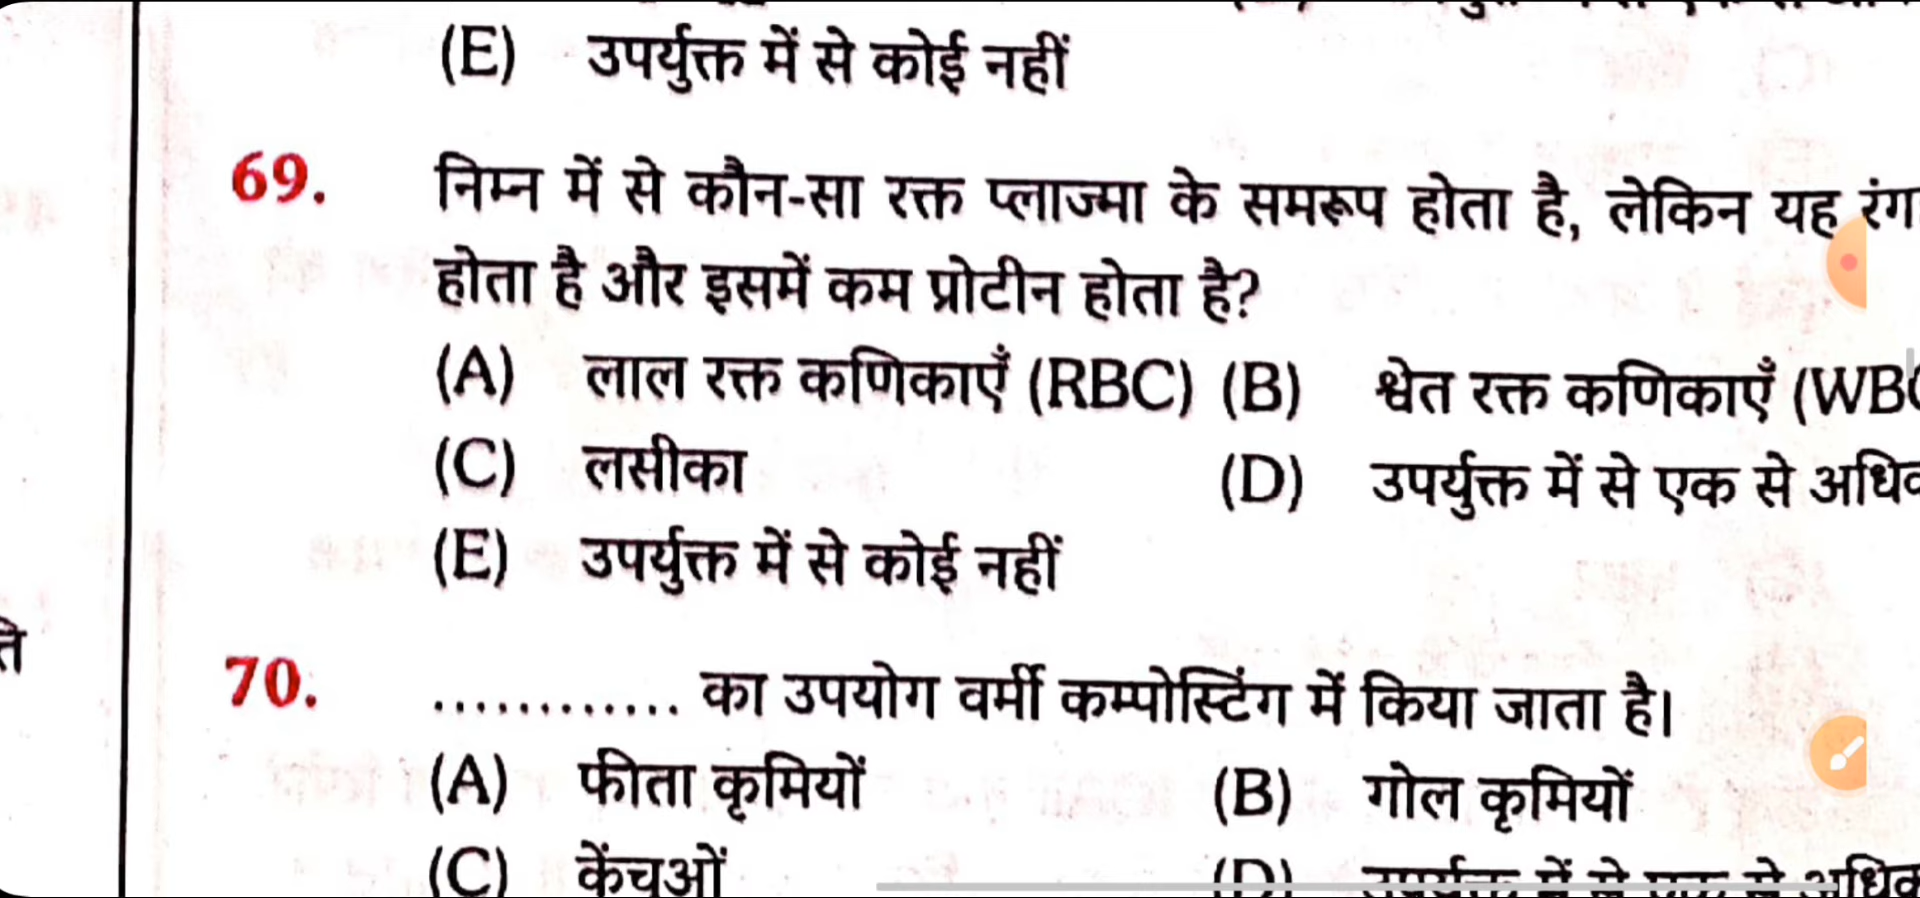 (E) उपर्युक्त में से कोई नहीं
69. निम्न में से कौन-सा रक्त प्लाज्मा के समरूप होता है, लेकिन यह रंग
होता है और इसमें कम प्रोटीन होता है?
(A) लाल रक्त कणिकाएँ (RBC) (B) श्वेत रक्त कणिकाएँ (WB
(C) लसीका (D) उपर्युक्त में से एक से
(E) उपर्युक्त में से कोई नहीं
70. ............. का उपयोग वर्मी कम्पोस्टिंग में किया जाता है।
(A) फीता कृमियों (B) गोल कृमियों
(C) केंचुओं